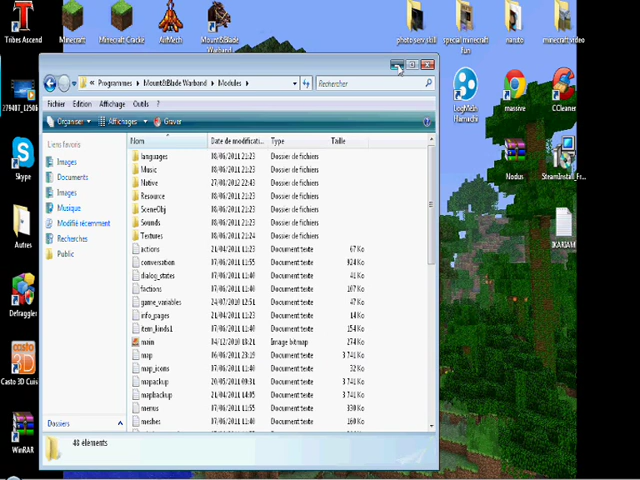 Tribes Ascend
Minecraft
Minecraft Cracke
AirMech
Mount&Blade
Warband
photo serv skil
special minecraft
fun
naruto
minecraft video
« Programmes ▸ Mount&Blade Warband ▸ Modules ▸
Rechercher
Fichier Edition Affichage Outils ?
Organiser Affichages Graver
Liens favoris
Images
Documents
Images
Musique
Modifié récemment
Recherches
Public
Dossiers
Nom Date de modificati... Type Taille
languages 08/06/2011 21:23 Dossier de fichiers
Music 08/06/2011 21:23 Dossier de fichiers
Native 27/08/2012 22:43 Dossier de fichiers
Resource 08/06/2011 21:23 Dossier de fichiers
SceneObj 08/06/2011 21:23 Dossier de fichiers
Sounds 08/06/2011 21:23 Dossier de fichiers
Textures 08/06/2011 21:24 Dossier de fichiers
actions 21/04/2011 12:23 Document texte 67 Ko
conversation 07/06/2011 11:55 Document texte 924 Ko
dialog_states 07/06/2011 11:40 Document texte 41 Ko
factions 07/06/2011 11:40 Document texte 107 Ko
game_variables 24/07/2010 12:51 Document texte 47 Ko
info_pages 21/04/2011 12:23 Document texte 14 Ko
item_kinds1 07/06/2011 11:40 Document texte 154 Ko
main 04/12/2010 18:21 Image bitmap 274 Ko
map 06/06/2011 23:19 Document texte 3 741 Ko
map_icons 07/06/2011 11:40 Document texte 32 Ko
mapackup 20/05/2011 09:31 Document texte 3 741 Ko
mapbackup 21/04/2011 14:05 Document texte 3 741 Ko
menus 07/06/2011 11:55 Document texte 330 Ko
meshes 07/06/2011 11:40 Document texte
48 éléments
Skype
Autres
Defraggler
Casto 3D Cuis
WinRAR
LogMeIn
Hamachi
massive
CCleaner
Nodus
SteamInstall_Fr...
IKARIAM